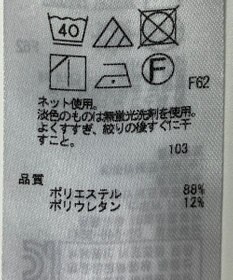 40
F
F62
ネット使用。
淡色のものは無蛍光洗剤を使用。
よくすすぎ、絞りの後すぐに干
すこと。
103
品質
ポリエステル 88%
ポリウレタン 12%